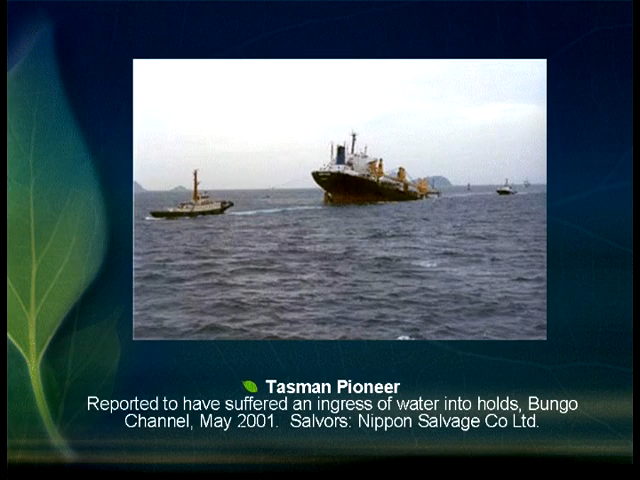 Tasman Pioneer
Reported to have suffered an ingress of water into holds, Bungo
Channel, May 2001.  Salvors: Nippon Salvage Co Ltd.